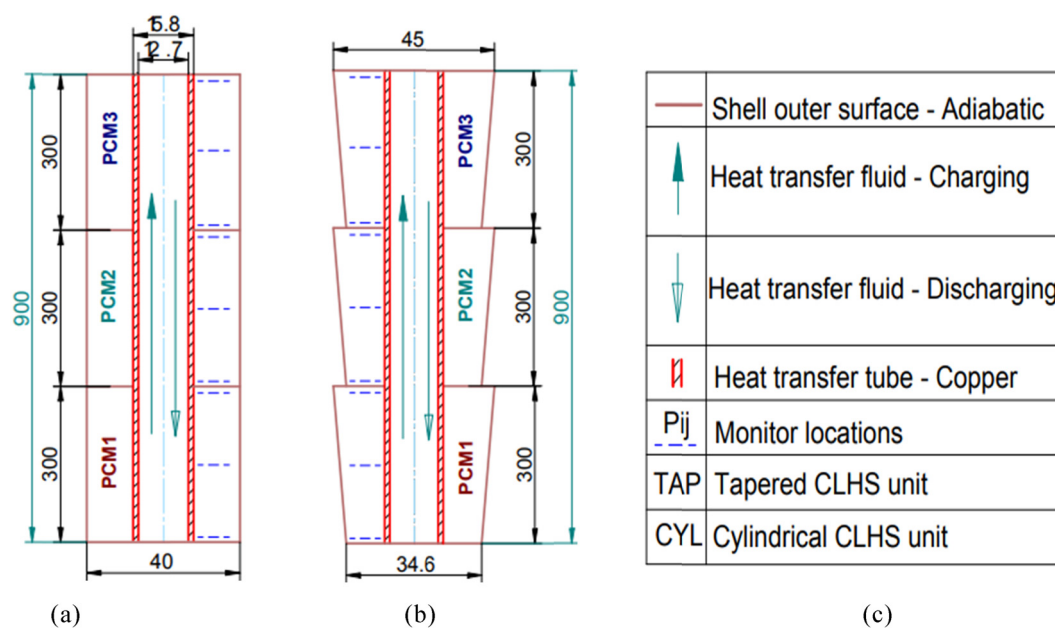 15.8
12.7
45
300
PCM3
PCM3
300
900
300
PCM2
PCM2
300
900
300
PCM1
PCM1
300
40
34.6
Shell outer surface - Adiabatic
Heat transfer fluid - Charging
Heat transfer fluid - Discharging
Heat transfer tube - Copper
Pij Monitor locations
TAP Tapered CLHS unit
CYL Cylindrical CLHS unit
(a) (b) (c)